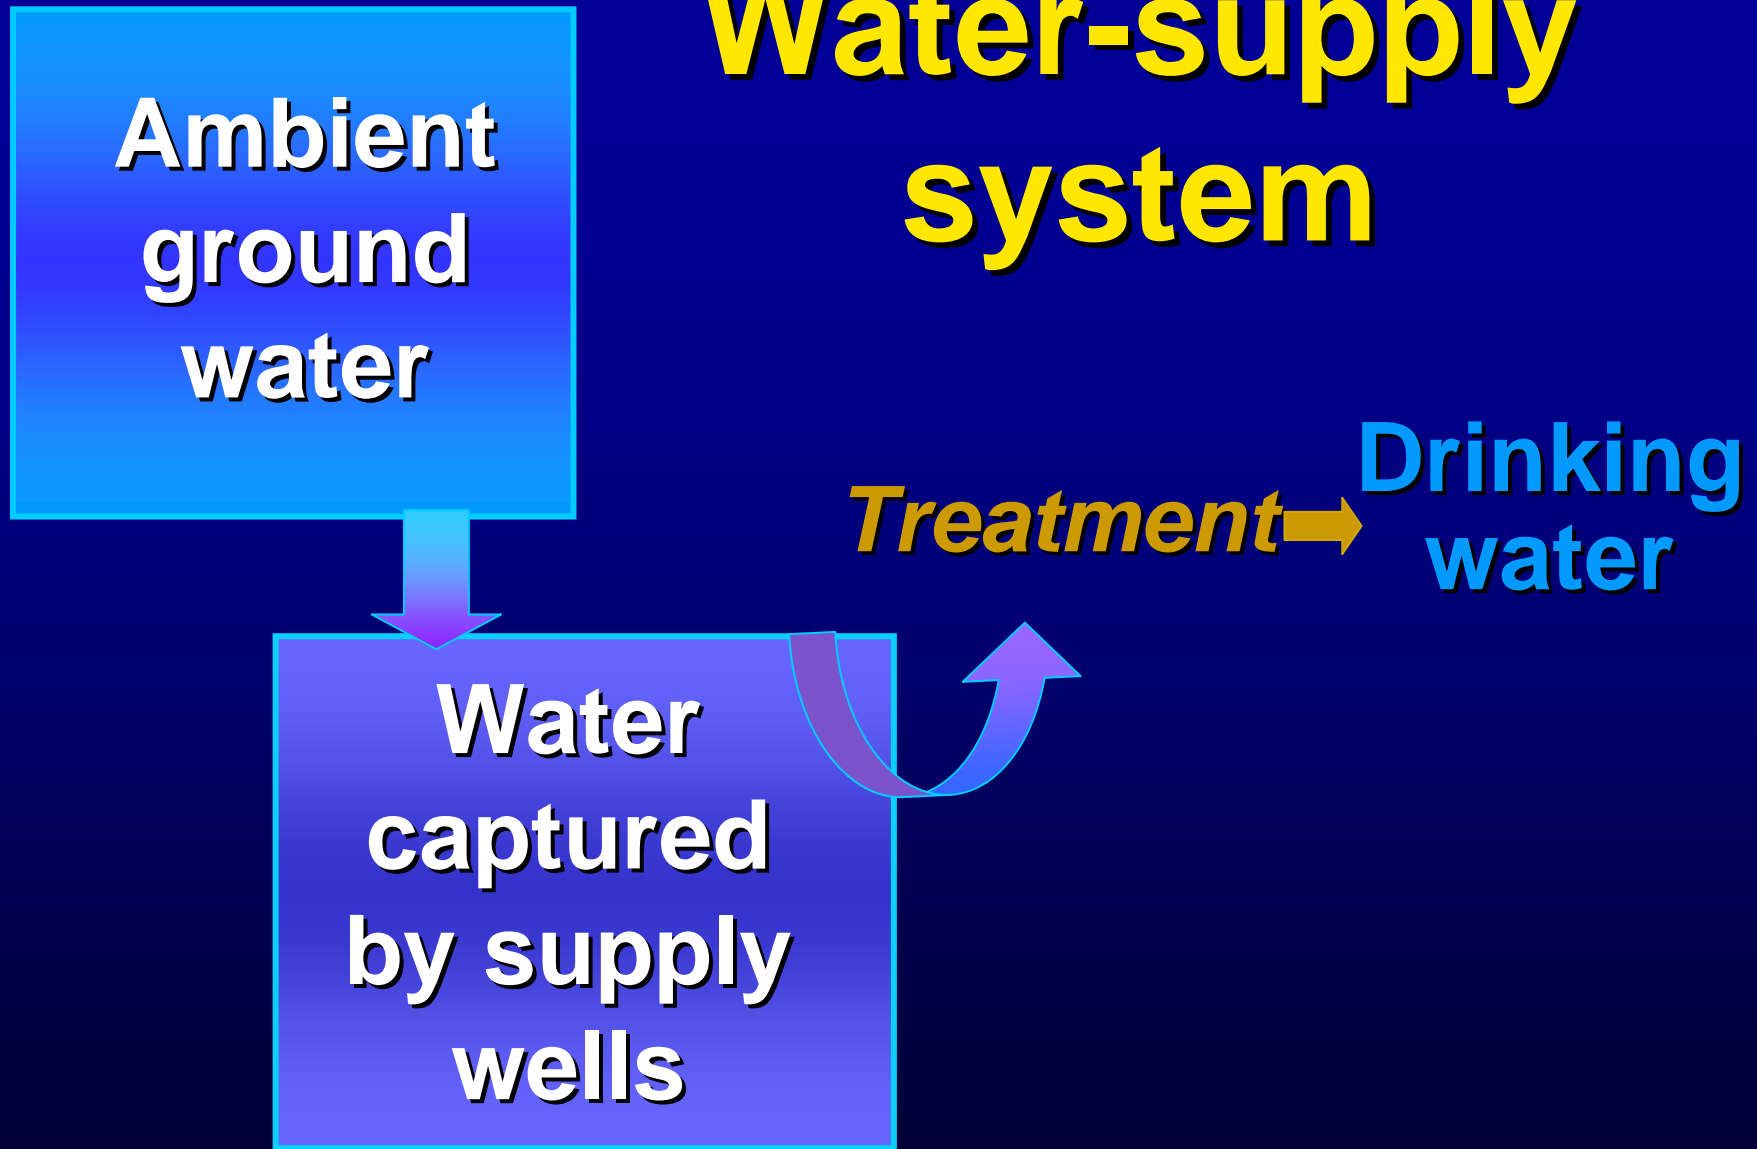 Water-supply
system
Ambient
ground
water
Treatment
Drinking
water
Water
captured
by supply
wells